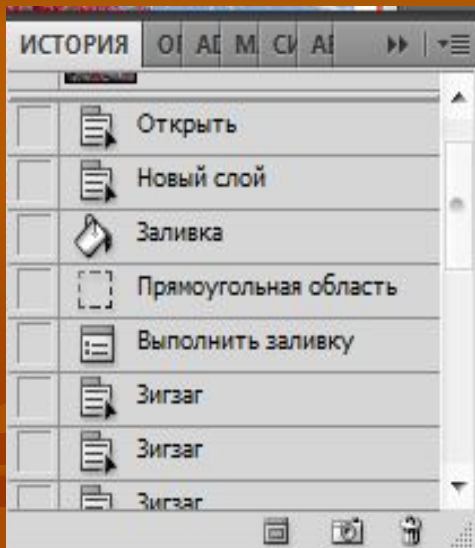 ИСТОРИЯ
Открыть
Новый слой
Заливка
Прямоугольная область
Выполнить заливку
Зигзаг
Зигзаг
Зигзаг